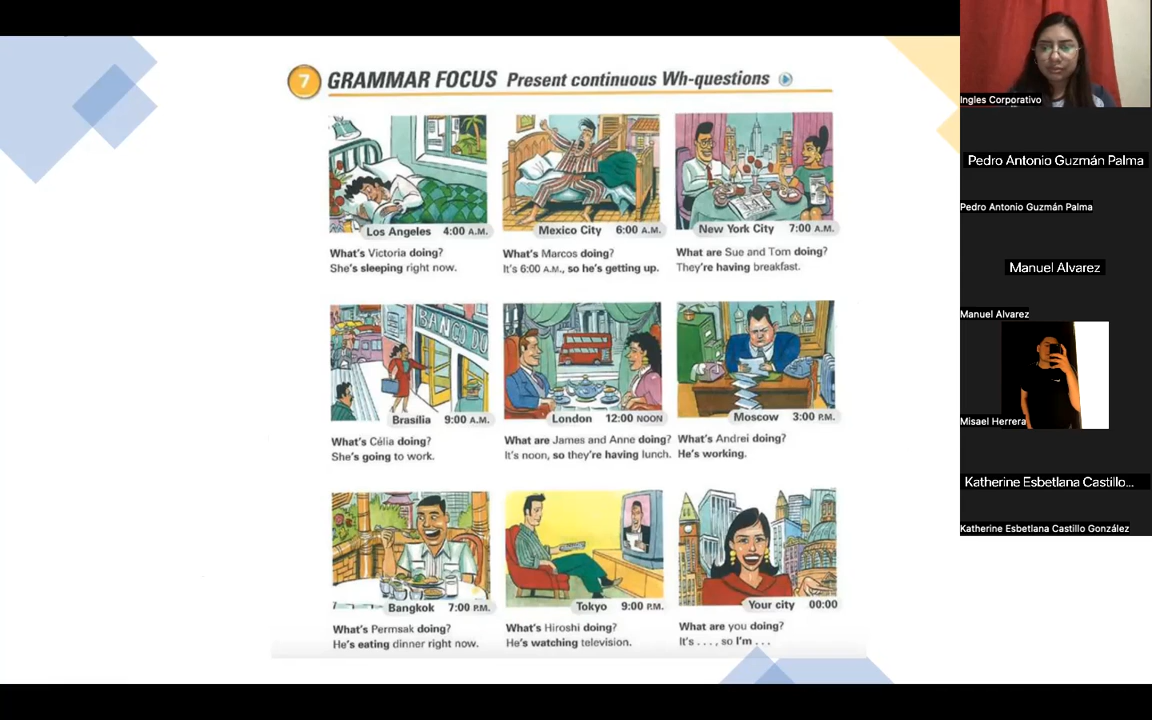 7 GRAMMAR FOCUS Present continuous Wh-questions
Los Angeles 4:00 A.M.
What's Victoria doing?
She's sleeping right now.
Mexico City 6:00 A.M.
What's Marcos doing?
It's 6:00 A.M., so he's getting up.
New York City 7:00 A.M.
What are Sue and Tom doing?
They're having breakfast.
BANCO DO
Brasília 9:00 A.M.
What's Célia doing?
She's going to work.
London 12:00 NOON
What are James and Anne doing?
It's noon, so they're having lunch.
Moscow 3:00 P.M.
What's Andrei doing?
He's working.
Bangkok 7:00 P.M.
What's Permsak doing?
He's eating dinner right now.
Tokyo 9:00 P.M.
What's Hiroshi doing?
He's watching television.
Your city 00:00
What are you doing?
It's . . . , so I'm . . .
Ingles Corporativo
Pedro Antonio Guzmán Palma
Pedro Antonio Guzmán Palma
Manuel Alvarez
Manuel Alvarez
Misael Herrera
Katherine Esbetlana Castillo...
Katherine Esbetlana Castillo González